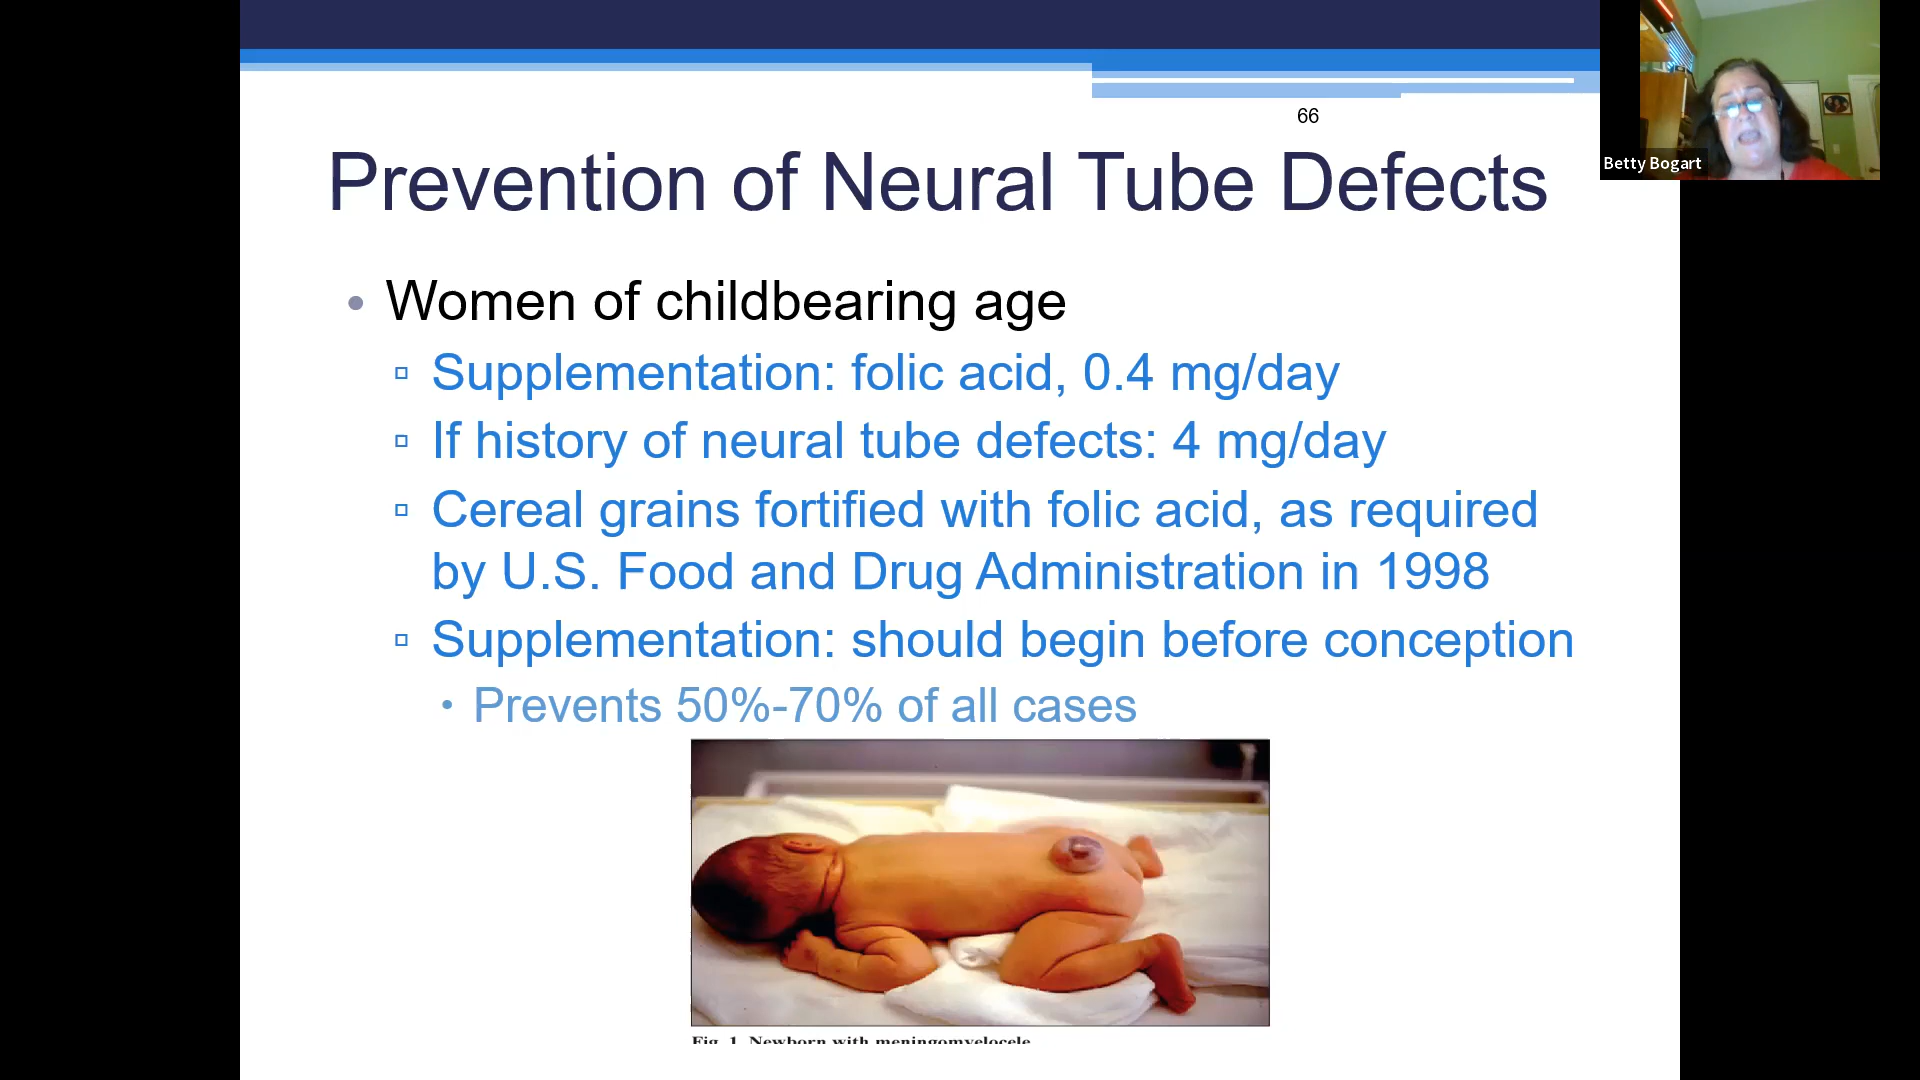 66
Betty Bogart
Prevention of Neural Tube Defects
• Women of childbearing age
▫ Supplementation: folic acid, 0.4 mg/day
▫ If history of neural tube defects: 4 mg/day
▫ Cereal grains fortified with folic acid, as required
by U.S. Food and Drug Administration in 1998
▫ Supplementation: should begin before conception
• Prevents 50%-70% of all cases
Fig. 1 Newborn with meningomyelocele